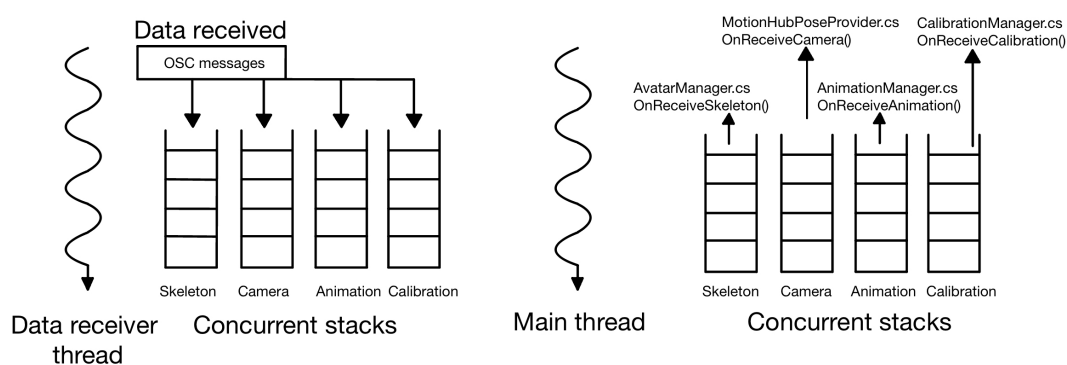 Data received
OSC messages
Skeleton
Camera
Animation
Calibration
Data receiver
thread
Concurrent stacks
MotionHubPoseProvider.cs
OnReceiveCamera()
CalibrationManager.cs
OnReceiveCalibration()
AvatarManager.cs
OnReceiveSkeleton()
AnimationManager.cs
OnReceiveAnimation()
Skeleton
Camera
Animation
Calibration
Main thread
Concurrent stacks